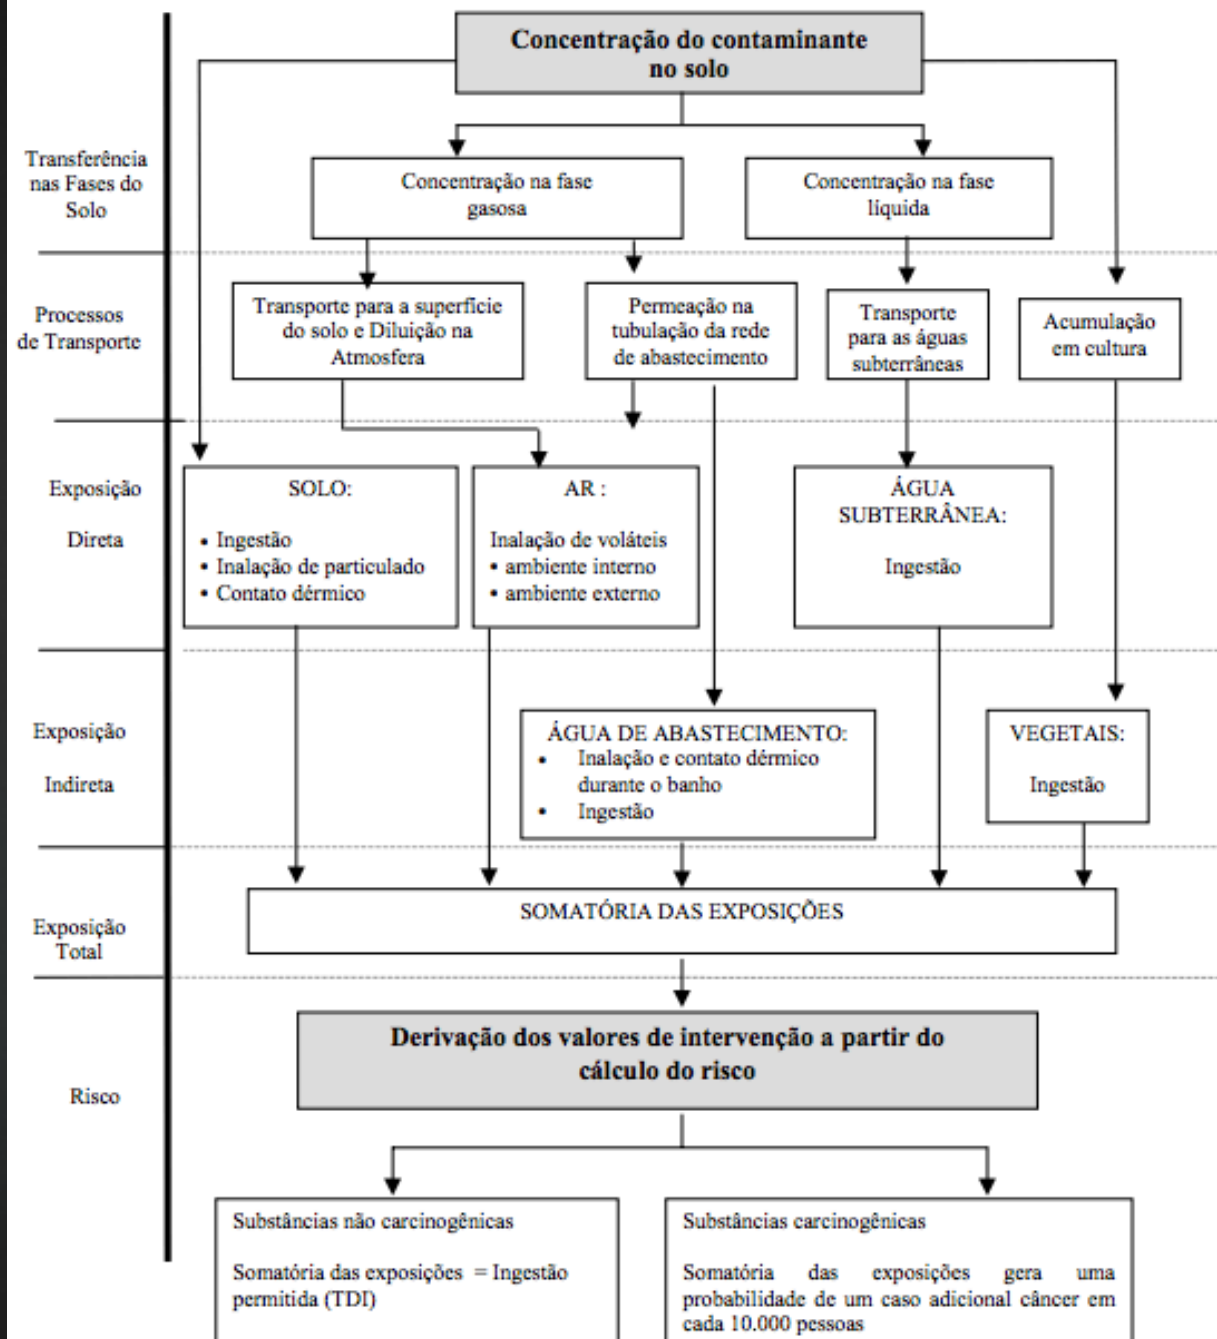 Concentração do contaminante
no solo
Transferência
nas Fases do
Solo
Concentração na fase
gasosa
Concentração na fase
líquida
Processos
de Transporte
Transporte para a superfície
do solo e Diluição na
Atmosfera
Permeação na
tubulação da rede
de abastecimento
Transporte
para as águas
subterrâneas
Acumulação
em cultura
Exposição
Direta
SOLO:
• Ingestão
• Inalação de particulado
• Contato dérmico
AR :
Inalação de voláteis
• ambiente interno
• ambiente externo
ÁGUA
SUBTERRÂNEA:
Ingestão
Exposição
Indireta
ÁGUA DE ABASTECIMENTO:
• Inalação e contato dérmico
durante o banho
• Ingestão
VEGETAIS:
Ingestão
Exposição
Total
SOMATÓRIA DAS EXPOSIÇÕES
Risco
Derivação dos valores de intervenção a partir do
cálculo do risco
Substâncias não carcinogênicas
Somatória das exposições = Ingestão
permitida (TDI)
Substâncias carcinogênicas
Somatória das exposições gera uma
probabilidade de um caso adicional câncer em
cada 10.000 pessoas